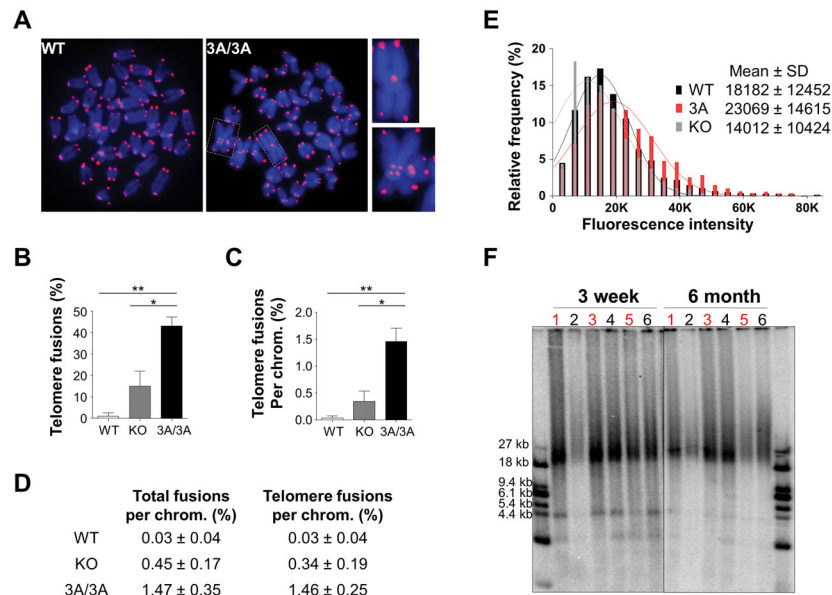 A
WT
3A/3A
B
Telomere fusions (%)
**
*
50
40
30
20
10
0
WT KO 3A/3A
C
Telomere fusions
Per chrom. (%)
**
*
2.0
1.5
1.0
0.5
0.0
WT KO 3A/3A
D
Total fusions per chrom. (%) Telomere fusions per chrom. (%)
WT 0.03 ± 0.04 0.03 ± 0.04
KO 0.45 ± 0.17 0.34 ± 0.19
3A/3A 1.47 ± 0.35 1.46 ± 0.25
E
Relative frequency (%)
20
15
10
5
0
0 20K 40K 60K 80K
Fluorescence intensity
Mean ± SD
WT 18182 ± 12452
3A 23069 ± 14615
KO 14012 ± 10424
F
3 week 6 month
1 2 3 4 5 6 1 2 3 4 5 6
27 kb
18 kb
9.4 kb
6.1 kb
5.4 kb
4.4 kb